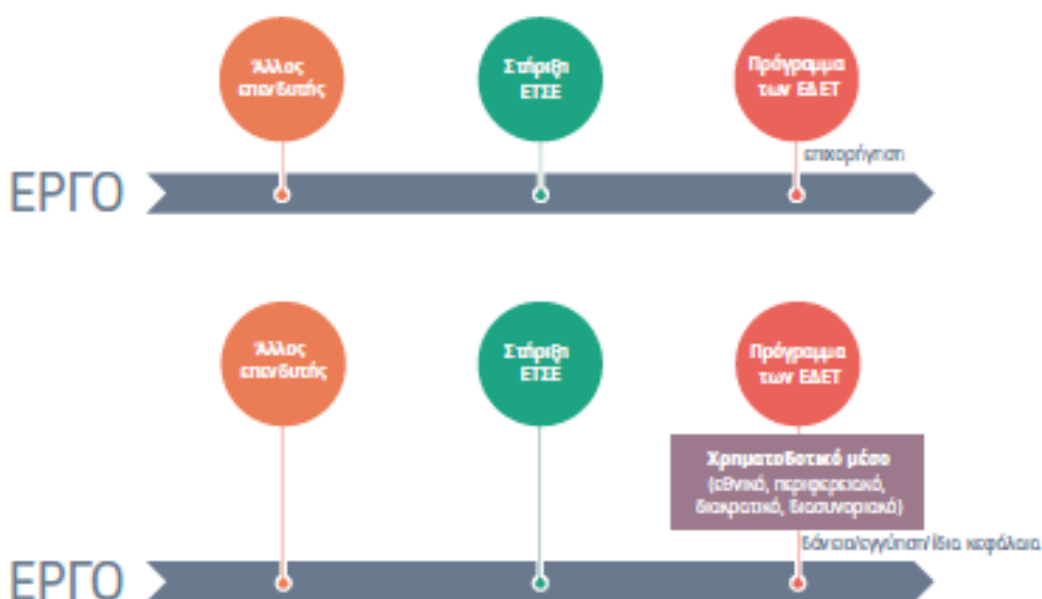 Άλλος
επενδυτής
Στήριξη
ΕΤΣΕ
Πρόγραμμα
των ΕΔΕΤ
επιχορήγηση
ΕΡΓΟ
Άλλος
επενδυτής
Στήριξη
ΕΤΣΕ
Πρόγραμμα
των ΕΔΕΤ
Χρηματοδοτικό μέσο
(εθνικό, περιφερειακό,
διακρατικό, διασυνοριακό)
δάνεια/εγγύηση/ίδια κεφάλαια
ΕΡΓΟ